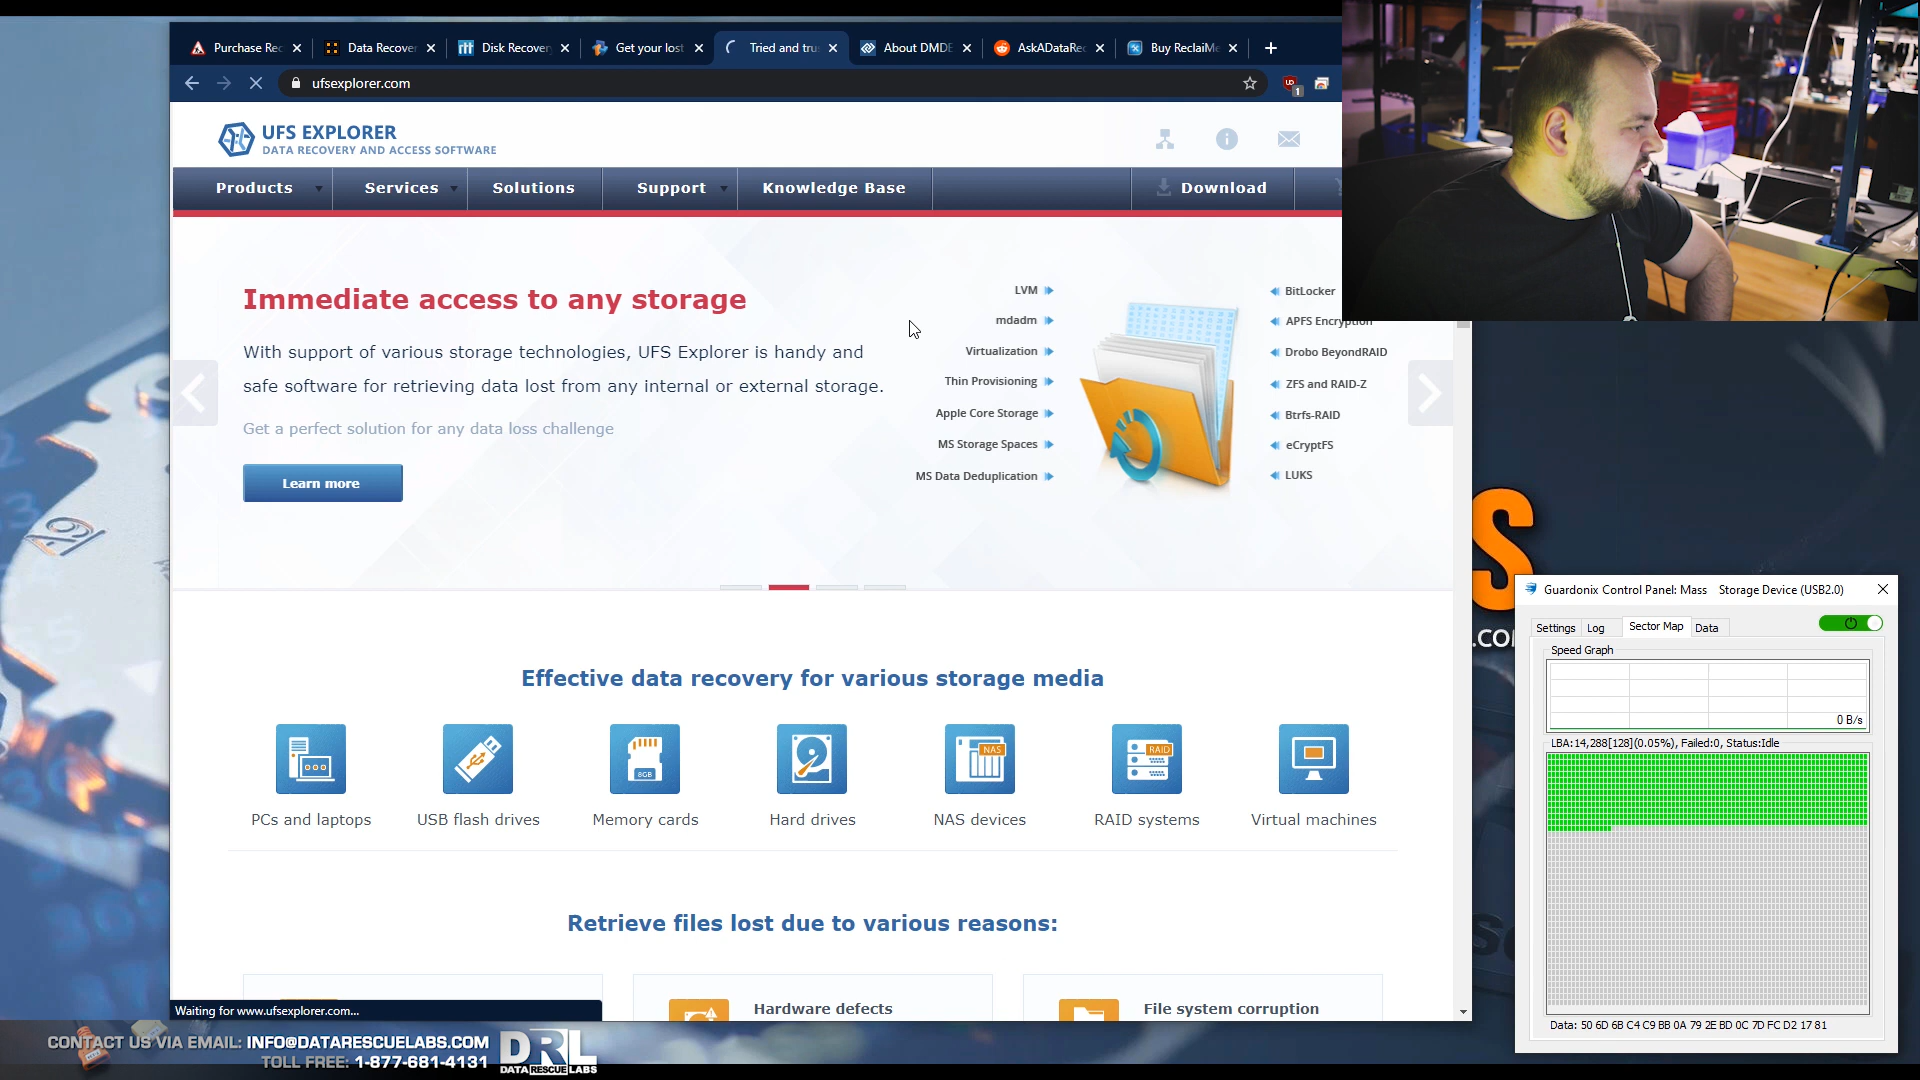 Purchase Rec
Data Recover
Disk Recover
Get your lost
Tried and tru
About DMDE
AskADataRec
Buy ReclaiMe
ufsexplorer.com
UFS EXPLORER
DATA RECOVERY AND ACCESS SOFTWARE
Products
Services
Solutions
Support
Knowledge Base
Download
Immediate access to any storage
With support of various storage technologies, UFS Explorer is handy and
safe software for retrieving data lost from any internal or external storage.
Get a perfect solution for any data loss challenge
Learn more
LVM
mdadm
Virtualization
Thin Provisioning
Apple Core Storage
MS Storage Spaces
MS Data Deduplication
BitLocker
APFS Encryption
Drobo BeyondRAID
ZFS and RAID-Z
Btrfs-RAID
eCryptFS
LUKS
Effective data recovery for various storage media
8GB
NAS
RAID
PCs and laptops
USB flash drives
Memory cards
Hard drives
NAS devices
RAID systems
Virtual machines
Retrieve files lost due to various reasons:
Hardware defects
File system corruption
Waiting for www.ufsexplorer.com...
Guardonix Control Panel: Mass Storage Device (USB2.0)
Settings
Log
Sector Map
Data
Speed Graph
0 B/s
LBA:14,288[128](0.05%), Failed:0, Status:Idle
Data: 50 6D 6B C4 C9 BB 0A 79 2E BD 0C 7D FC D2 17 81
CONTACT US VIA EMAIL: INFO@DATARESCUELABS.COM
TOLL FREE: 1-877-681-4131
DRL
DATA RESCUE LABS